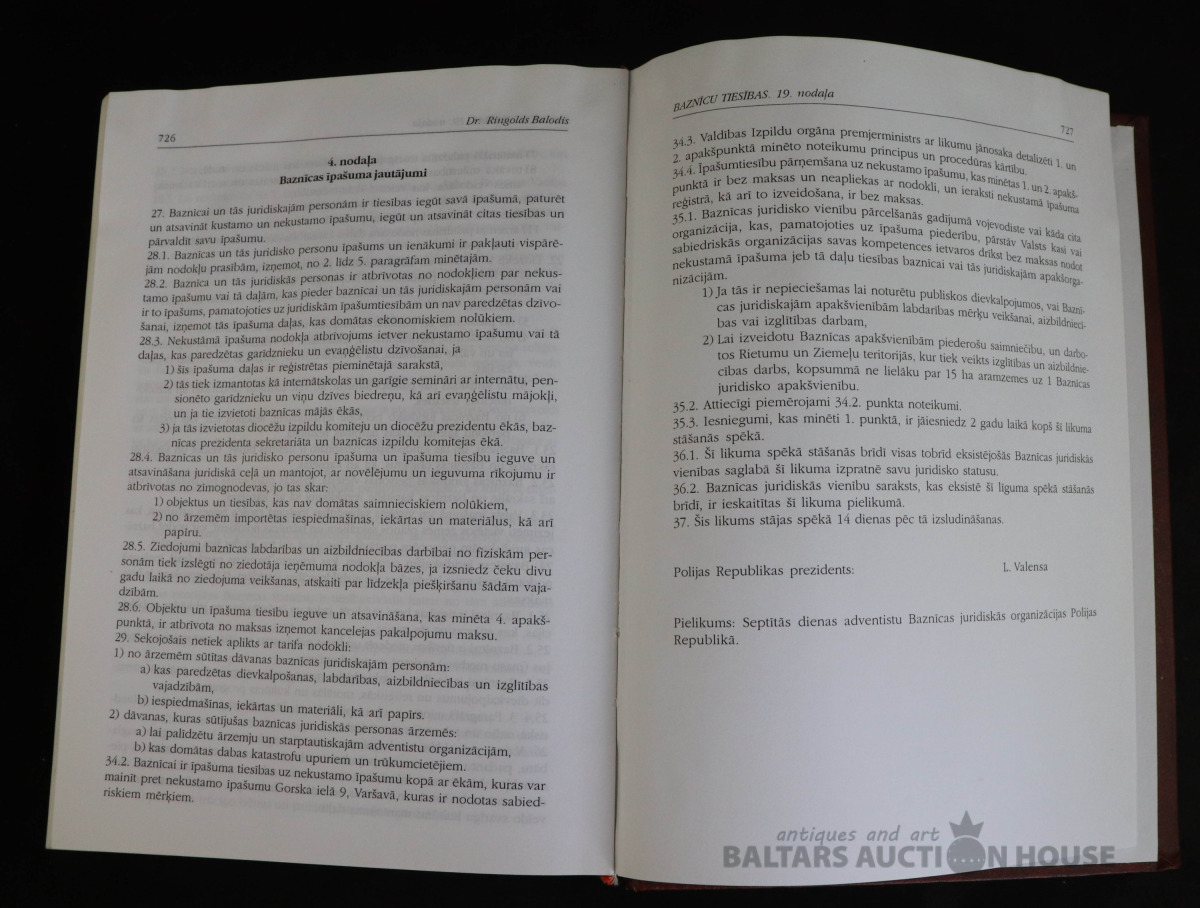 726
Dr. Ringolds Balodis
4. nodaļa
Baznīcas īpašuma jautājumi
27. Baznīcai un tās juridiskajām personām ir tiesības iegūt savā īpašumā, paturēt
un atsavināt kustamo un nekustamo īpašumu, iegūt un atsavināt citas tiesības un
pārvaldīt savu īpašumu.
28.1. Baznīcas un tās juridisko personu īpašums un ienākumi ir pakļauti vispārē-
jām nodokļu prasībām, izņemot, no 2. līdz 5. paragrāfam minētajām.
28.2. Baznīca un tās juridiskās personas ir atbrīvotas no nodokļiem par nekus-
tamo īpašumu vai tā daļām, kas pieder baznīcai un tās juridiskajām personām vai
ir to īpašums, pamatojoties uz juridiskām īpašumtiesībām un nav paredzētas dzīvo-
šanai, izņemot tās īpašuma daļas, kas domātas ekonomiskiem nolūkiem.
28.3. Nekustāmā īpašuma nodokļa atbrīvojums ietver nekustamo īpašumu vai tā
daļas, kas paredzētas garīdznieku un evaņģēlistu dzīvošanai, ja
1) šīs īpašuma daļas ir reģistrētas pieminētajā sarakstā,
2) tās tiek izmantotas kā internātskolas un garīgie semināri ar internātu, pen-
sionēto garīdznieku un viņu dzīves biedreņu, kā arī evaņģēlistu mājokļi,
un ja tie izvietoti baznīcas mājās ēkās,
3) ja tās izvietotas diocēžu izpildu komiteju un diocēžu prezidentu ēkās, baz-
nīcas prezidenta sekretariāta un baznīcas izpildu komitejas ēkā.
28.4. Baznīcas un tās juridisko personu īpašuma un īpašuma tiesību ieguve un
atsavināšana juridiskā ceļā un mantojot, ar novēlējumu un ieguvuma rīkojumu ir
atbrīvotas no zīmognodevas, jo tas skar:
1) objektus un tiesības, kas nav domātas saimnieciskiem nolūkiem,
2) no ārzemēm importētas iespiedmašīnas, iekārtas un materiālus, kā arī
papīru.
28.5. Ziedojumi baznīcas labdarības un aizbildniecības darbībai no fiziskām per-
sonām tiek izslēgti no ziedotāja ieņēmuma nodokļa bāzes, ja izsniedz čeku divu
gadu laikā no ziedojuma veikšanas, atskaiti par līdzekļa piešķiršanu šādām vaja-
dzībām.
28.6. Objektu un īpašuma tiesību ieguve un atsavināšana, kas minēta 4. apakš-
punktā, ir atbrīvota no maksas izņemot kancelejas pakalpojumu maksu.
29. Sekojošais netiek aplikts ar tarifa nodokli:
1) no ārzemēm sūtītas dāvanas baznīcas juridiskajām personām:
a) kas paredzētas dievkalpošanas, labdarības, aizbildniecības un izglītības
vajadzībām,
b) iespiedmašīnas, iekārtas un materiāli, kā arī papīrs.
2) dāvanas, kuras sūtījušas baznīcas juridiskās personas ārzemēs:
a) lai palīdzētu ārzemju un starptautiskajām adventistu organizācijām,
b) kas domātas dabas katastrofu upuriem un trūkumcietējiem.
34.2. Baznīcai ir īpašuma tiesības uz nekustamo īpašumu kopā ar ēkām, kuras var
mainīt pret nekustamo īpašumu Gorska ielā 9, Varšavā, kuras ir nodotas sabied-
riskiem mērķiem.
BAZNĪCU TIESĪBAS. 19. nodaļa
727
34.3. Valdības Izpildu orgāna premjerministrs ar likumu jānosaka detalizēti 1. un
2. apakšpunktā minēto noteikumu principus un procedūras kārtību.
34.4. Īpašumtiesību pārņemšana uz nekustamo īpašumu, kas minētas 1. un 2. apakš-
punktā ir bez maksas un neapliekas ar nodokli, un ieraksti nekustamā īpašuma
reģistrā, kā arī to izveidošana, ir bez maksas.
35.1. Baznīcas juridisko vienību pārcelšanās gadījumā vojevodiste vai kāda cita
organizācija, kas, pamatojoties uz īpašuma piederību, pārstāv Valsts kasi vai
sabiedriskās organizācijas savas kompetences ietvaros drīkst bez maksas nodot
nekustamā īpašuma jeb tā daļu tiesības baznīcai vai tās juridiskajām apakšorga-
nizācijām.
1) Ja tās ir nepieciešamas lai noturētu publiskos dievkalpojumos, vai Baznī-
cas juridiskajām apakšvienībām labdarības mērķu veikšanai, aizbildnieci-
bas vai izglītības darbam,
2) Lai izveidotu Baznīcas apakšvienībām piederošu saimniecību, un darbo-
tos Rietumu un Ziemeļu teritorijās, kur tiek veikts izglītības un aizbildnie-
cības darbs, kopsummā ne lielāku par 15 ha aramzemes uz 1 Baznīcas
juridisko apakšvienību.
35.2. Attiecīgi piemērojami 34.2. punkta noteikumi.
35.3. Iesniegumi, kas minēti 1. punktā, ir jāiesniedz 2 gadu laikā kopš šī likuma
stāšanās spēkā.
36.1. Šī likuma spēkā stāšanās brīdī visas tobrīd eksistējošās Baznīcas juridiskās
vienības saglabā šī likuma izpratnē savu juridisko statusu.
36.2. Baznīcas juridiskās vienību saraksts, kas eksistē šī līguma spēkā stāšanās
brīdī, ir ieskaitītas šī likuma pielikumā.
37. Šis likums stājas spēkā 14 dienas pēc tā izsludināšanas.
Polijas Republikas prezidents: L. Valensa
Pielikums: Septītās dienas adventistu Baznīcas juridiskās organizācijas Polijas
Republikā.
antiques and art
BALTARS AUCTION HOUSE